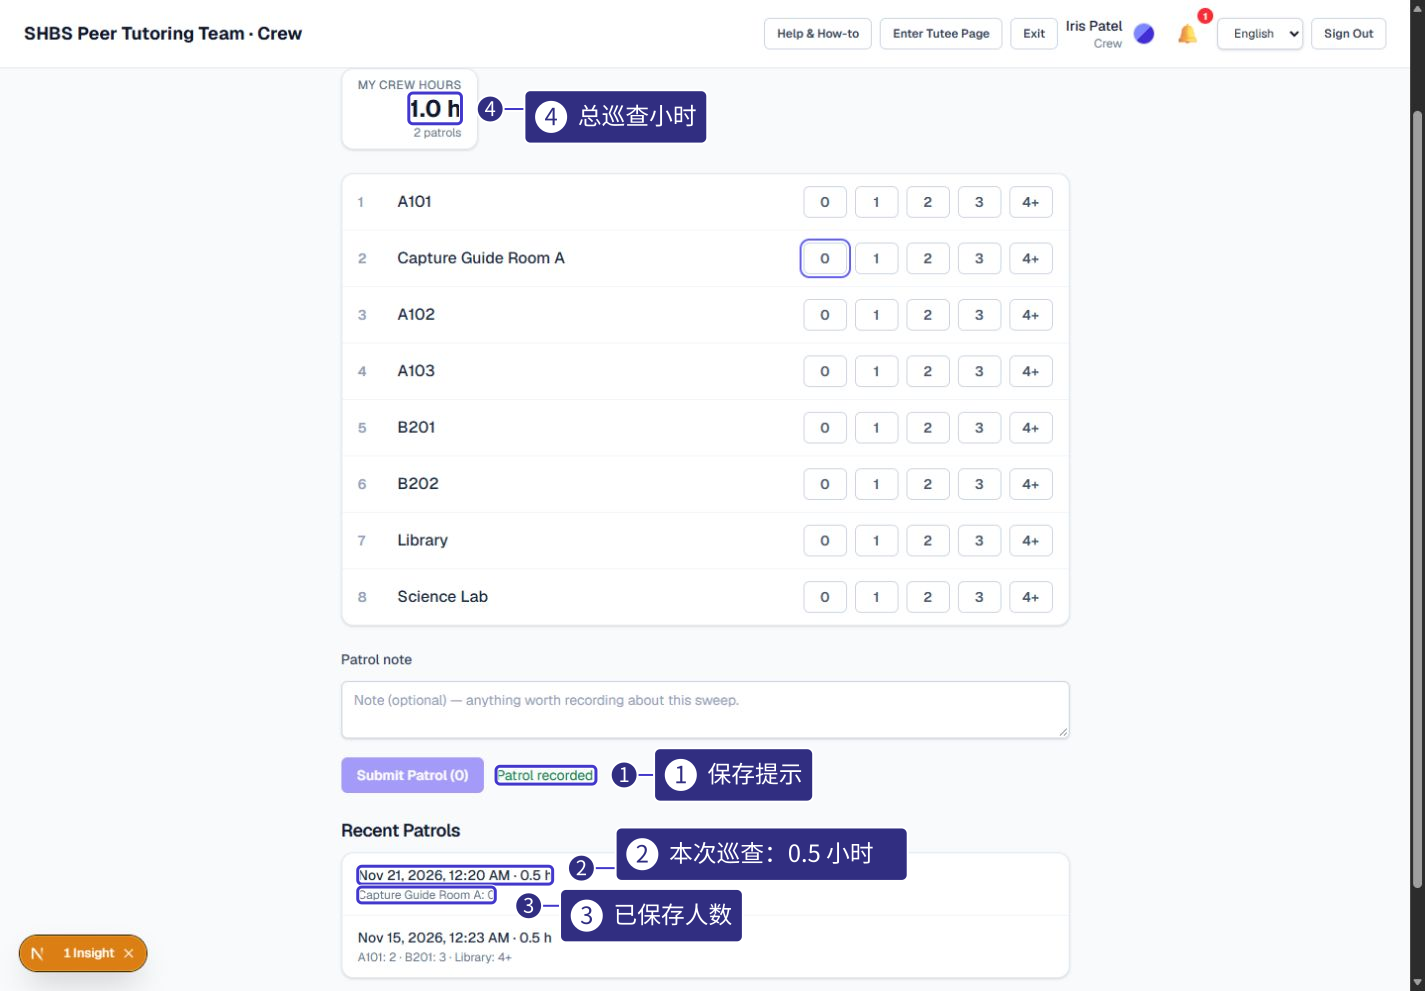 SHBS Peer Tutoring Team · Crew
Help & How-to
Enter Tutee Page
Exit
Iris Patel
Crew
1
English
Sign Out
MY CREW HOURS
1.0 h
2 patrols
4
4 总巡查小时
1 A101 0 1 2 3 4+
2 Capture Guide Room A 0 1 2 3 4+
3 A102 0 1 2 3 4+
4 A103 0 1 2 3 4+
5 B201 0 1 2 3 4+
6 B202 0 1 2 3 4+
7 Library 0 1 2 3 4+
8 Science Lab 0 1 2 3 4+
Patrol note
Note (optional) — anything worth recording about this sweep.
Submit Patrol (0)
Patrol recorded
1
1 保存提示
Recent Patrols
Nov 21, 2026, 12:20 AM · 0.5 h
2
2 本次巡查：0.5 小时
Capture Guide Room A: 0
3
3 已保存人数
Nov 15, 2026, 12:23 AM · 0.5 h
A101: 2 · B201: 3 · Library: 4+
N 1 Insight ×